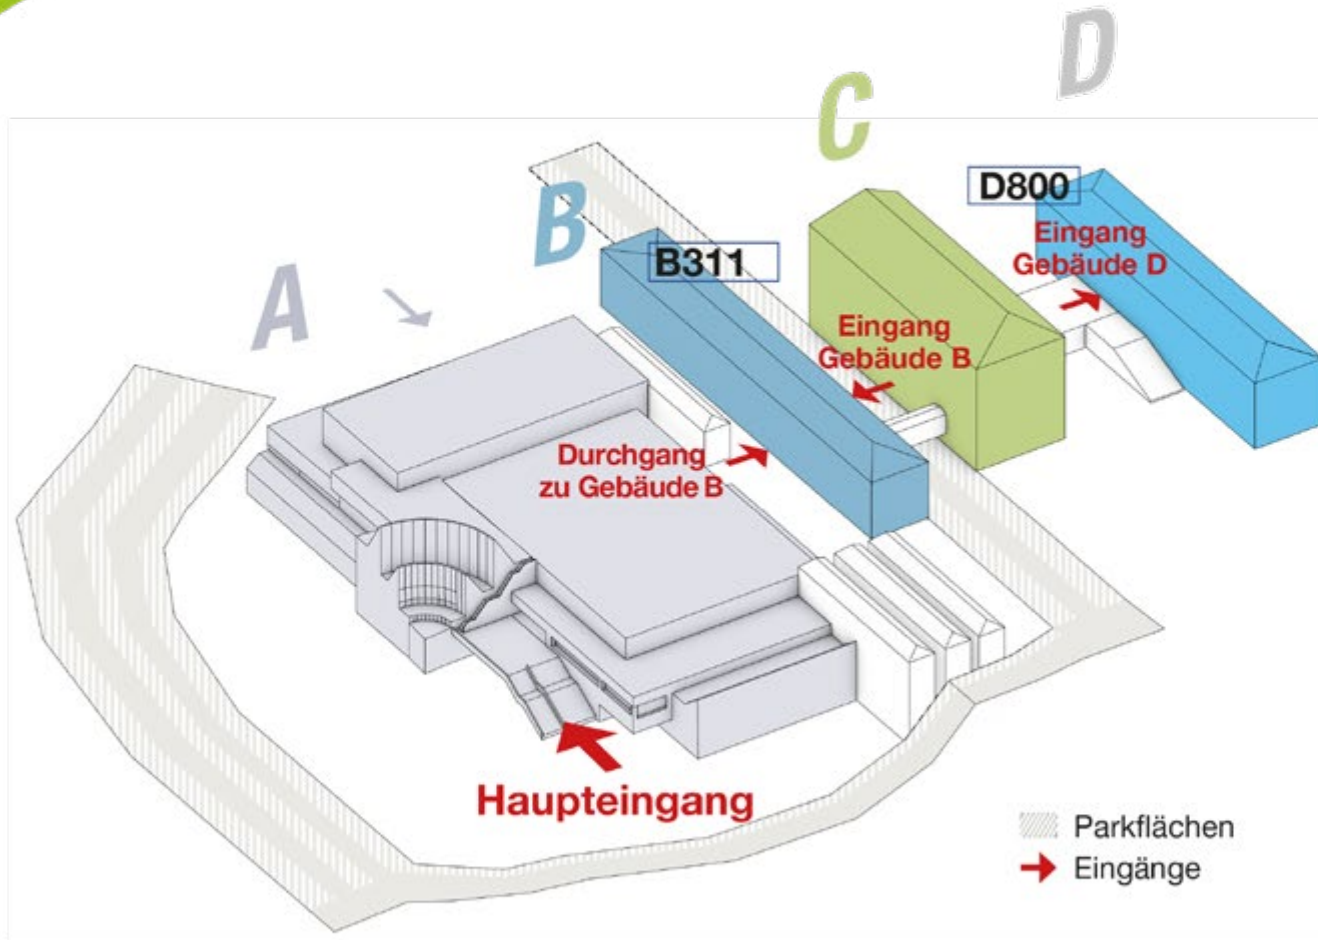 D
C
B
A
D800
Eingang
Gebäude D
B311
Eingang
Gebäude B
Durchgang
zu Gebäude B
Haupteingang
Parkflächen
Eingänge